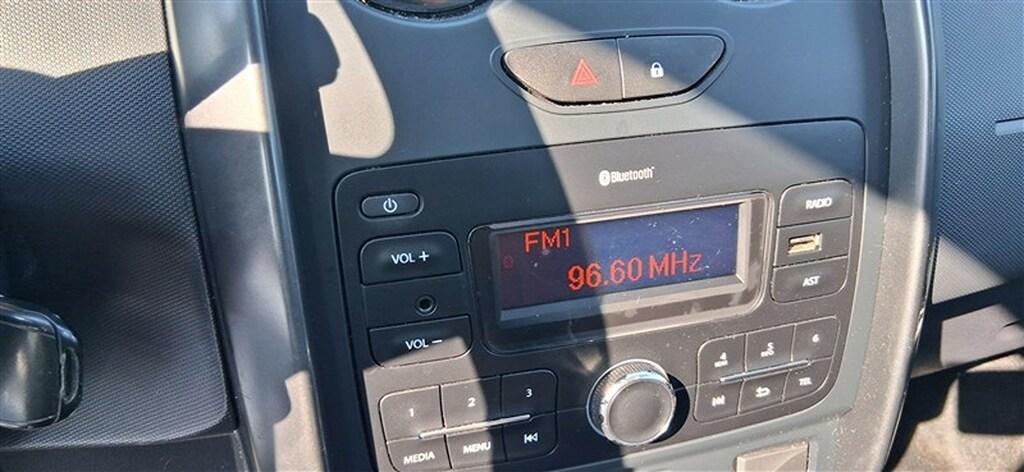 Bluetooth
RADIO
FM1
VOL +
96.60 MHz
AST
VOL -
1 2 3
4 5 6
MEDIA MENU
TEL